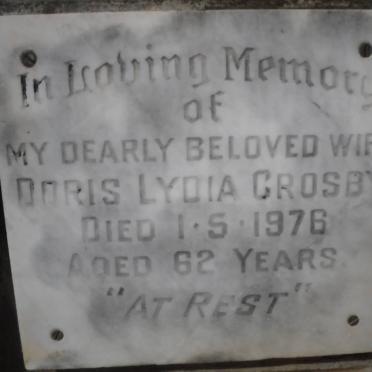 In Loving Memory
of
MY DEARLY BELOVED WIFE
DORIS LYDIA CROSBY
DIED 1·5·1976
AGED 62 YEARS
"AT REST"